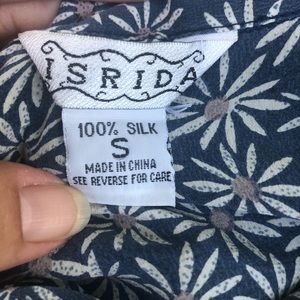 ISRIDA
100% SILK
S
MADE IN CHINA
SEE REVERSE FOR CARE